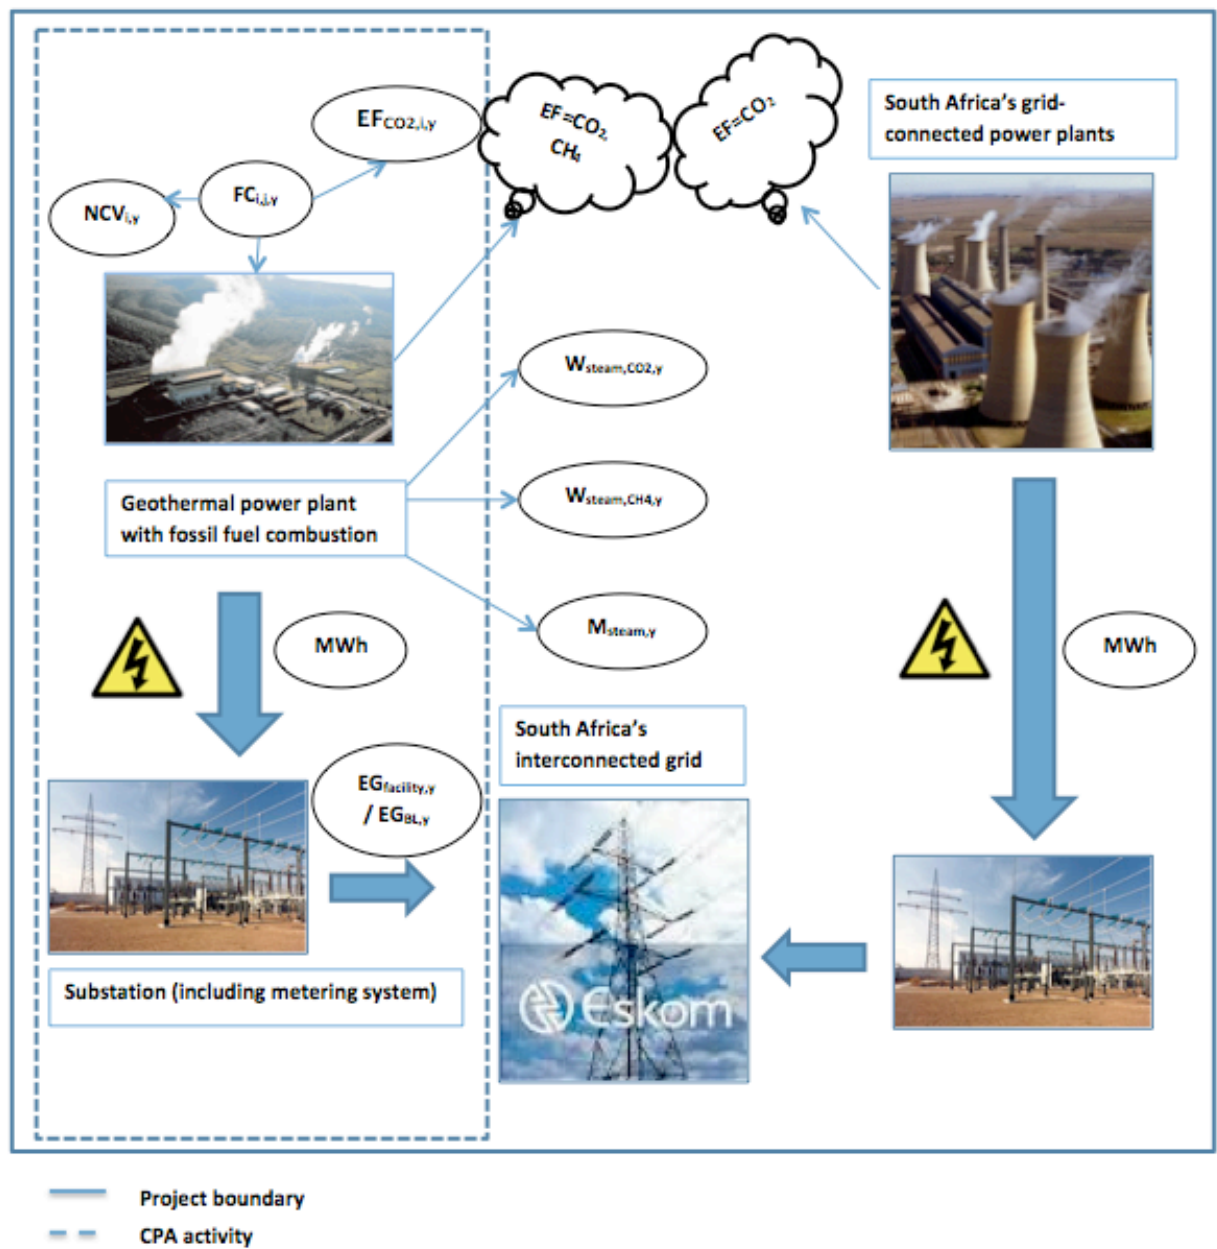 EFCO2,i,y
EF=CO2,
CH4
EF=CO2
South Africa's grid-
connected power plants
FCi,j,y
NCVi,y
Wsteam,CO2,y
Geothermal power plant
with fossil fuel combustion
Wsteam,CH4,y
Msteam,y
MWh
MWh
South Africa's
interconnected grid
EGfacility,y
/ EGBL,y
Eskom
Substation (including metering system)
Project boundary
CPA activity